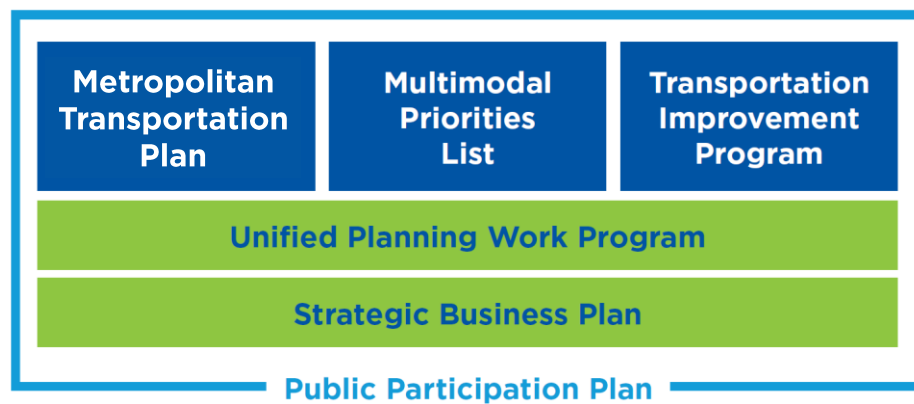 Metropolitan
Transportation
Plan
Multimodal
Priorities
List
Transportation
Improvement
Program
Unified Planning Work Program
Strategic Business Plan
Public Participation Plan